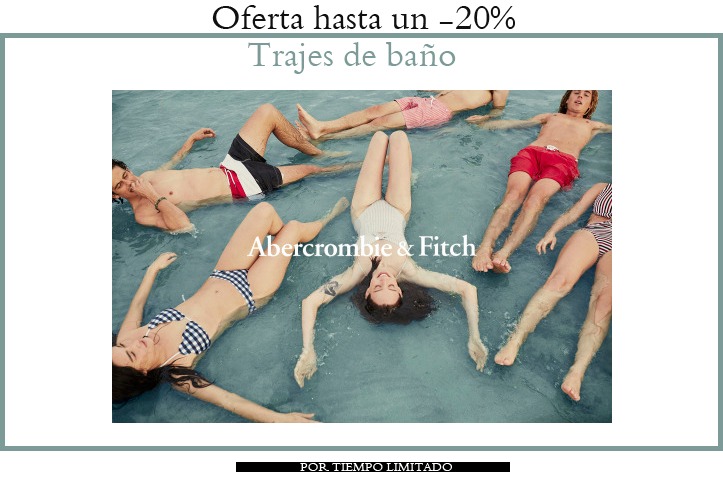 Oferta hasta un -20%
Trajes de baño
Abercrombie & Fitch
POR TIEMPO LIMITADO